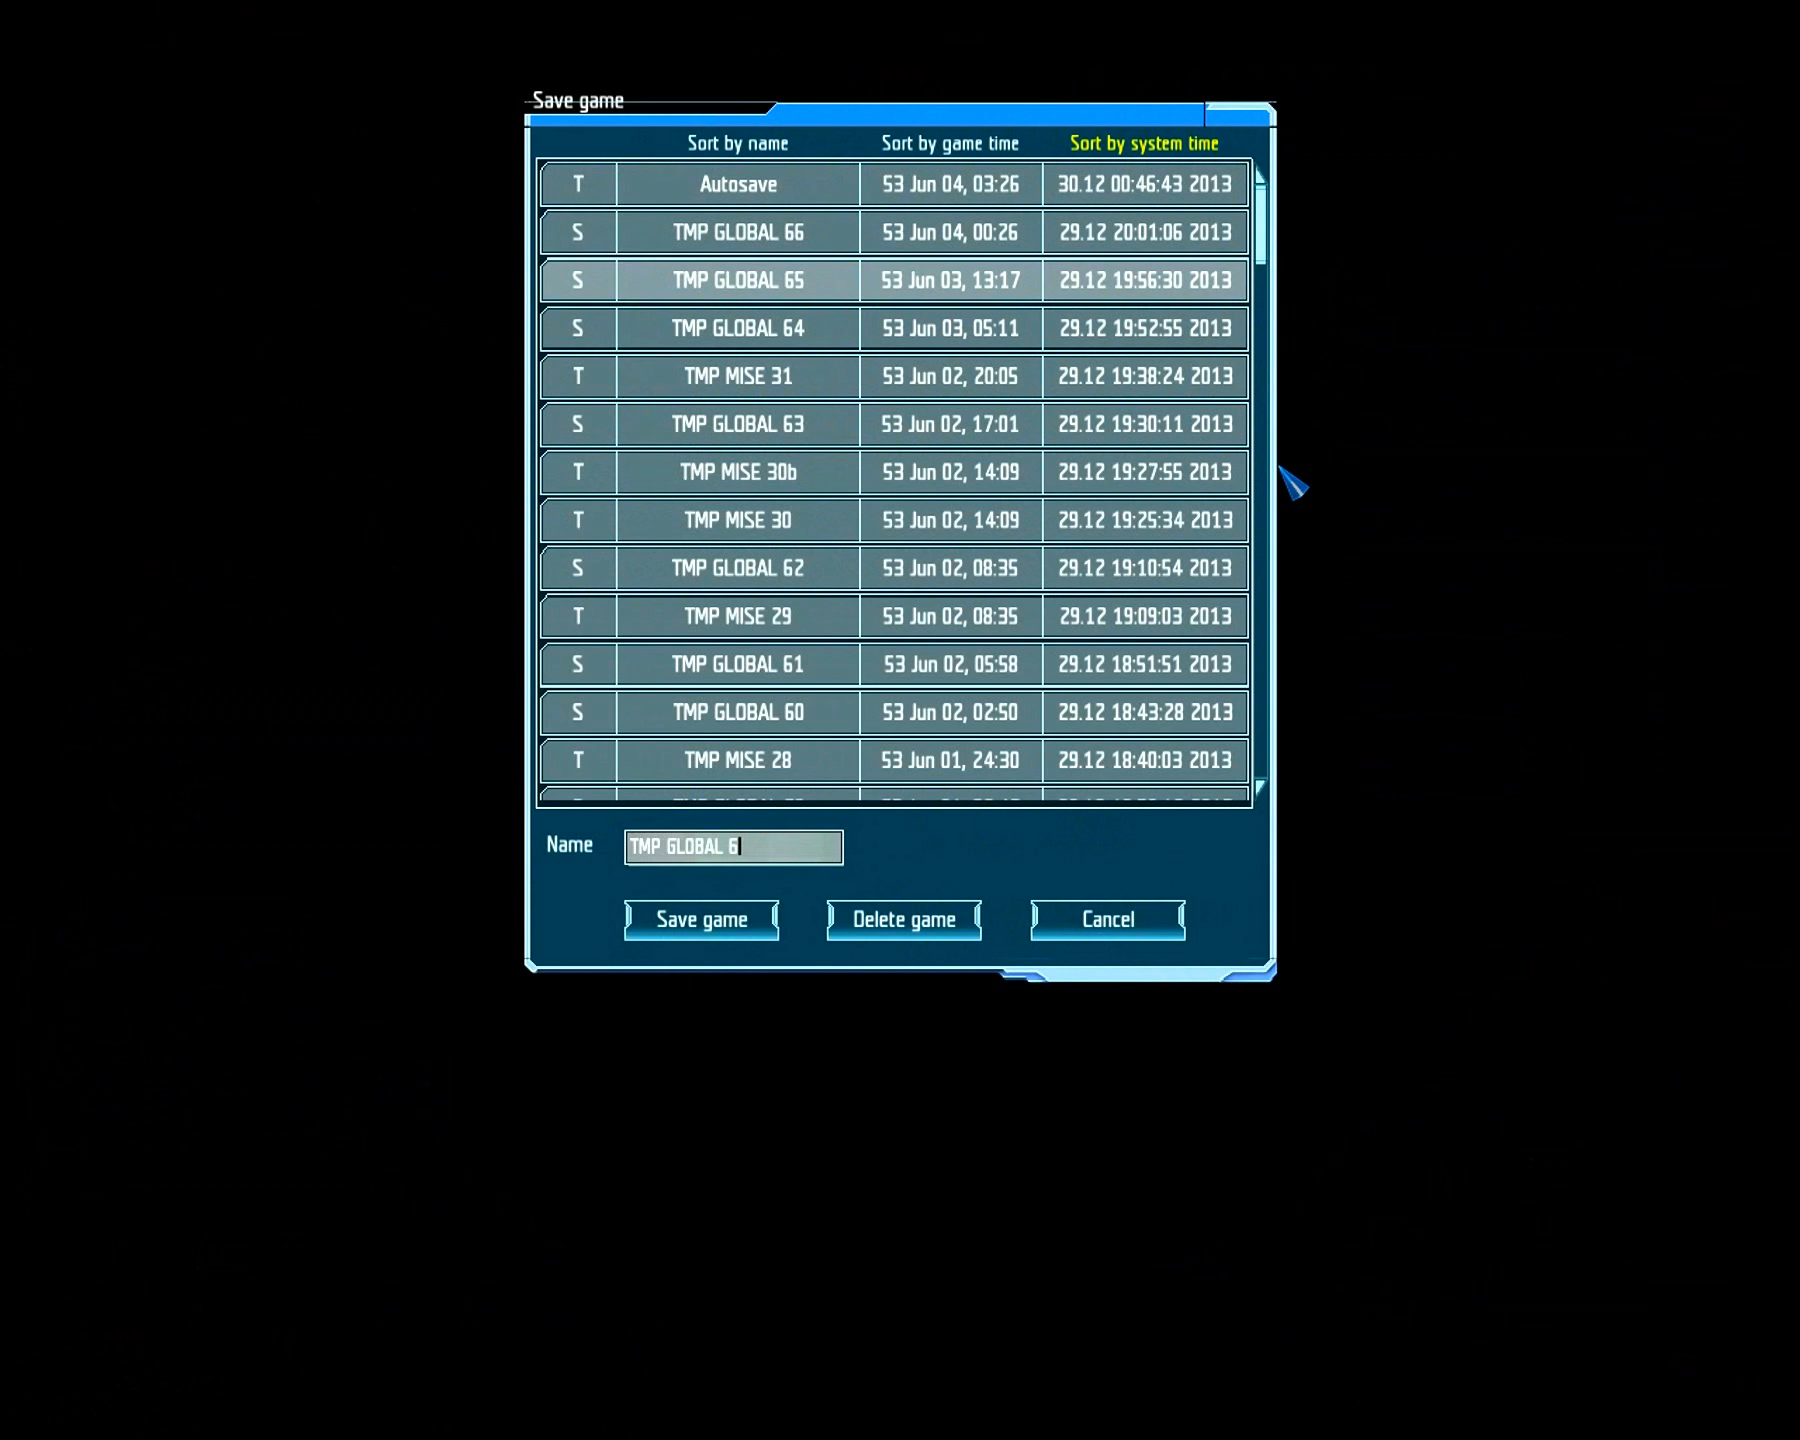 Save game
Sort by name Sort by game time Sort by system time
T Autosave 53 Jun 04, 03:26 30.12 00:46:43 2013
S TMP GLOBAL 66 53 Jun 04, 00:26 29.12 20:01:06 2013
S TMP GLOBAL 65 53 Jun 03, 13:17 29.12 19:56:30 2013
S TMP GLOBAL 64 53 Jun 03, 05:11 29.12 19:52:55 2013
T TMP MISE 31 53 Jun 02, 20:05 29.12 19:38:24 2013
S TMP GLOBAL 63 53 Jun 02, 17:01 29.12 19:30:11 2013
T TMP MISE 30b 53 Jun 02, 14:09 29.12 19:27:55 2013
T TMP MISE 30 53 Jun 02, 14:09 29.12 19:25:34 2013
S TMP GLOBAL 62 53 Jun 02, 08:35 29.12 19:10:54 2013
T TMP MISE 29 53 Jun 02, 08:35 29.12 19:09:03 2013
S TMP GLOBAL 61 53 Jun 02, 05:58 29.12 18:51:51 2013
S TMP GLOBAL 60 53 Jun 02, 02:50 29.12 18:43:28 2013
T TMP MISE 28 53 Jun 01, 24:30 29.12 18:40:03 2013
Name TMP GLOBAL 6
Save game Delete game Cancel